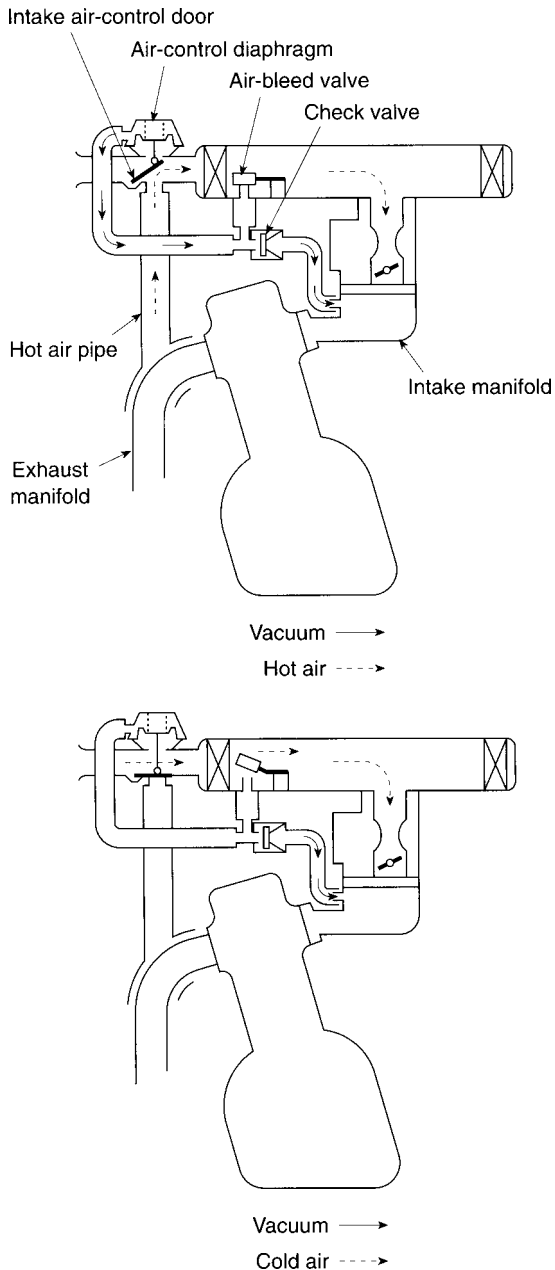 Intake air-control door
Air-control diaphragm
Air-bleed valve
Check valve
Hot air pipe
Intake manifold
Exhaust
manifold
Vacuum
Hot air
Vacuum
Cold air